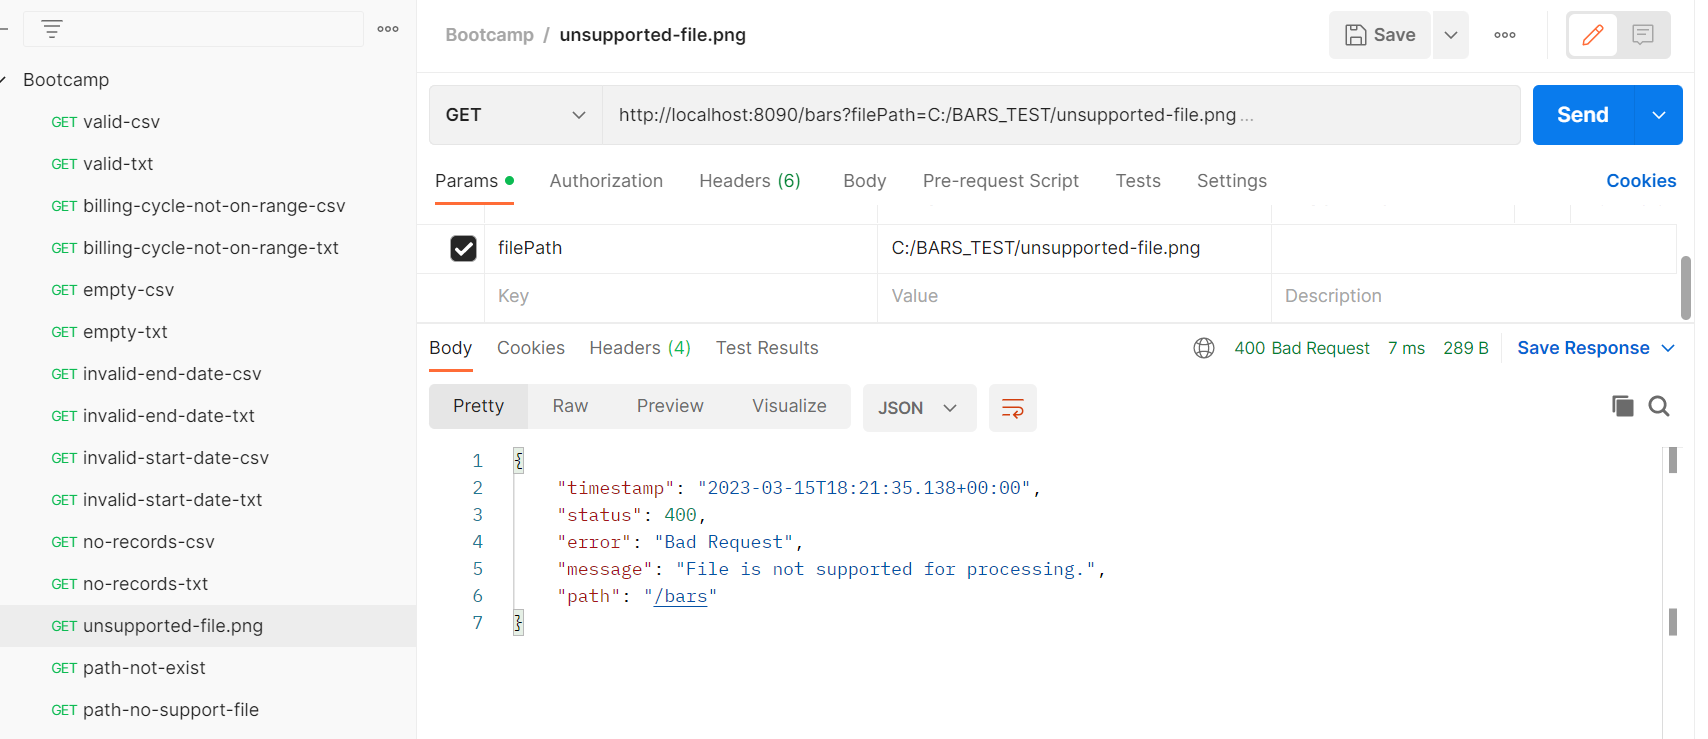 Bootcamp
GET valid-csv
GET valid-txt
GET billing-cycle-not-on-range-csv
GET billing-cycle-not-on-range-txt
GET empty-csv
GET empty-txt
GET invalid-end-date-csv
GET invalid-end-date-txt
GET invalid-start-date-csv
GET invalid-start-date-txt
GET no-records-csv
GET no-records-txt
GET unsupported-file.png
GET path-not-exist
GET path-no-support-file
Bootcamp / unsupported-file.png
Save
GET http://localhost:8090/bars?filePath=C:/BARS_TEST/unsupported-file.png ...
Send
Params Authorization Headers (6) Body Pre-request Script Tests Settings Cookies
filePath C:/BARS_TEST/unsupported-file.png
Key Value Description
Body Cookies Headers (4) Test Results 400 Bad Request 7 ms 289 B Save Response
Pretty Raw Preview Visualize JSON
1 {
2 "timestamp": "2023-03-15T18:21:35.138+00:00",
3 "status": 400,
4 "error": "Bad Request",
5 "message": "File is not supported for processing.",
6 "path": "/bars"
7 }